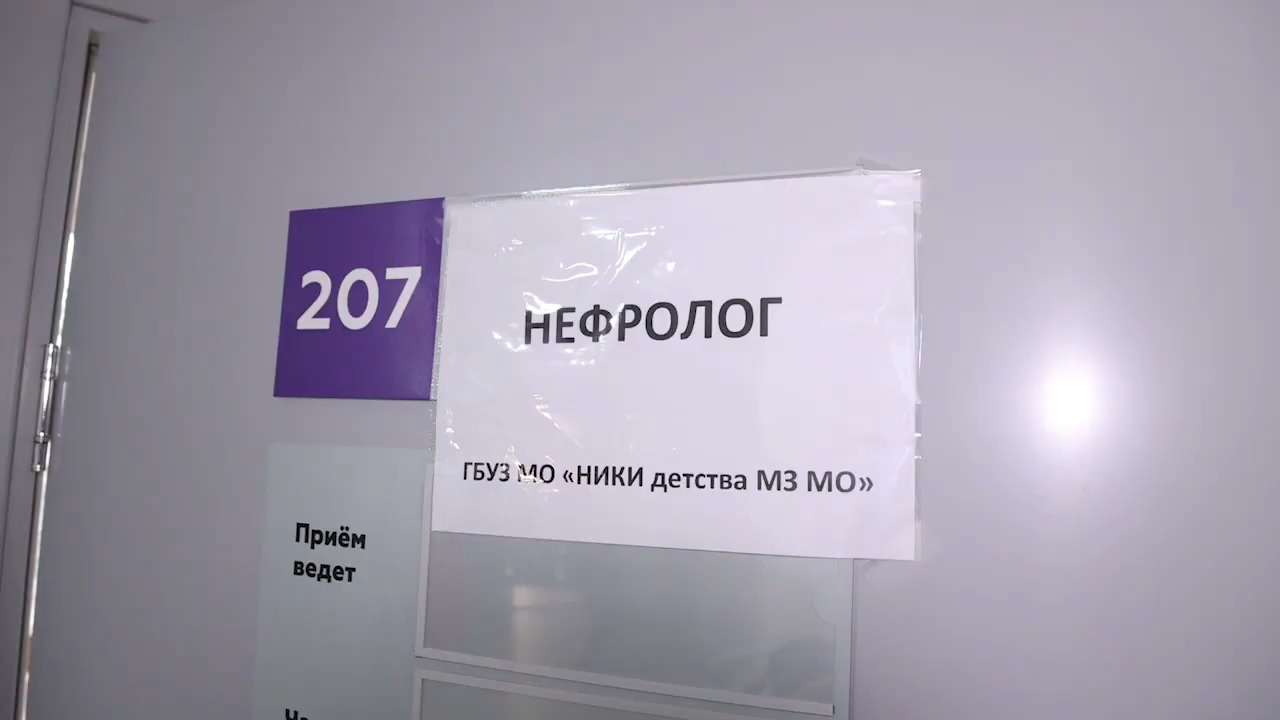 207
НЕФРОЛОГ
ГБУЗ МО «НИКИ детства МЗ МО»
Приём
ведет